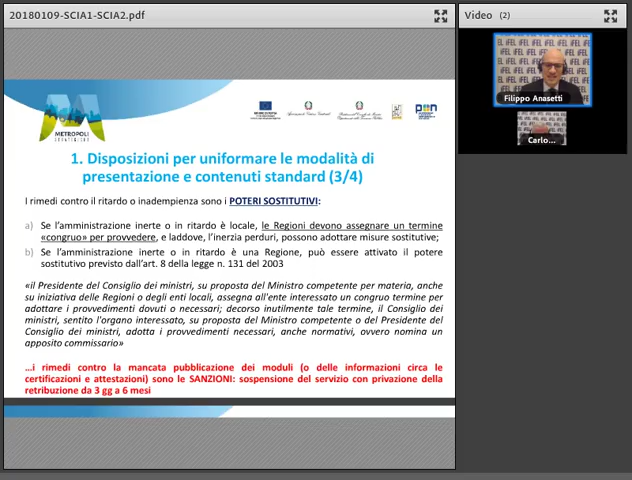 20180109-SCIA1-SCIA2.pdf
Video (2)
iFEL
Filippo Anasetti
Carlo...
METROPOLI
STRATEGICHE
pon
1. Disposizioni per uniformare le modalità di
presentazione e contenuti standard (3/4)
I rimedi contro il ritardo o inadempienza sono i POTERI SOSTITUTIVI:
a) Se l’amministrazione inerte o in ritardo è locale, le Regioni devono assegnare un termine
«congruo» per provvedere, e laddove, l’inerzia perduri, possono adottare misure sostitutive;
b) Se l’amministrazione inerte o in ritardo è una Regione, può essere attivato il potere
sostitutivo previsto dall’art. 8 della legge n. 131 del 2003
«il Presidente del Consiglio dei ministri, su proposta del Ministro competente per materia, anche
su iniziativa delle Regioni o degli enti locali, assegna all'ente interessato un congruo termine per
adottare i provvedimenti dovuti o necessari; decorso inutilmente tale termine, il Consiglio dei
ministri, sentito l'organo interessato, su proposta del Ministro competente o del Presidente del
Consiglio dei ministri, adotta i provvedimenti necessari, anche normativi, ovvero nomina un
apposito commissario»
…i rimedi contro la mancata pubblicazione dei moduli (o delle informazioni circa le
certificazioni e attestazioni) sono le SANZIONI: sospensione del servizio con privazione della
retribuzione da 3 gg a 6 mesi